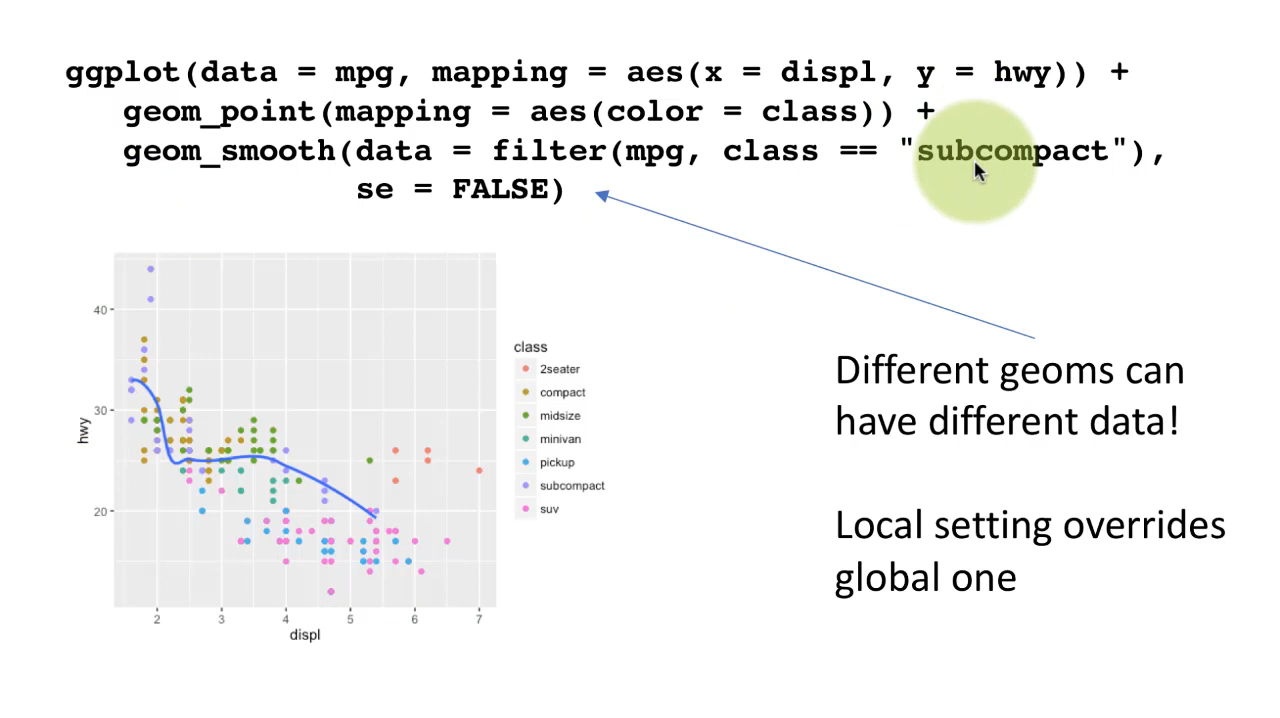 ggplot(data = mpg, mapping = aes(x = displ, y = hwy)) +
geom_point(mapping = aes(color = class)) +
geom_smooth(data = filter(mpg, class == "subcompact"),
se = FALSE)
40
30
20
hwy
2 3 4 5 6 7
displ
class
2seater
compact
midsize
minivan
pickup
subcompact
suv
Different geoms can
have different data!
Local setting overrides
global one